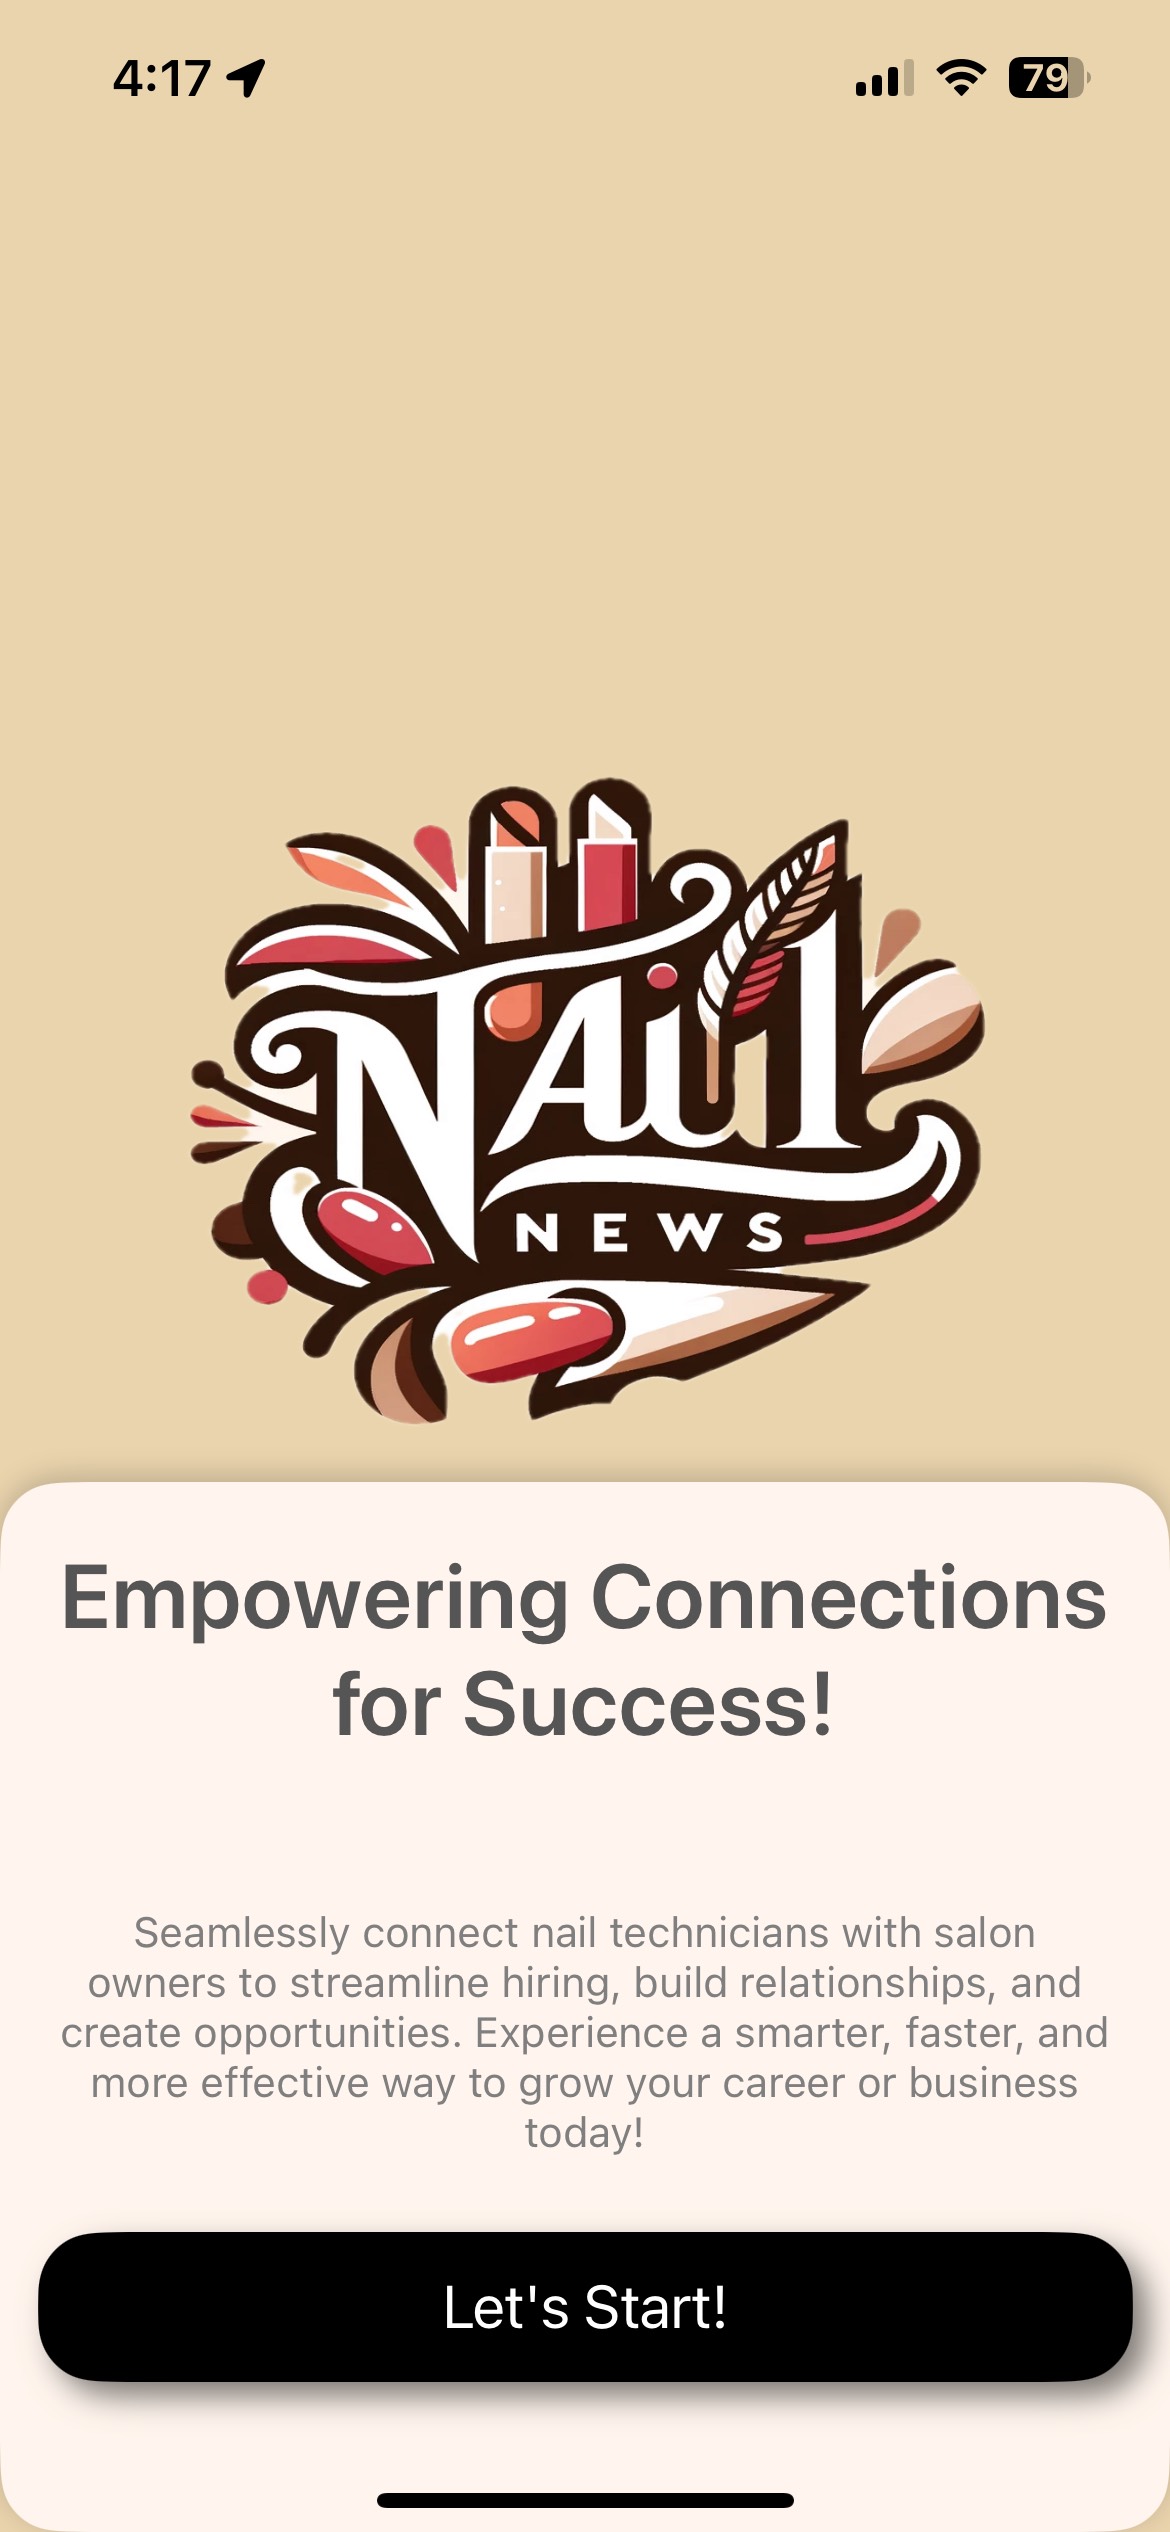 4:17
79
NAil
NEWS
Empowering Connections
for Success!
Seamlessly connect nail technicians with salon
owners to streamline hiring, build relationships, and
create opportunities. Experience a smarter, faster, and
more effective way to grow your career or business
today!
Let's Start!